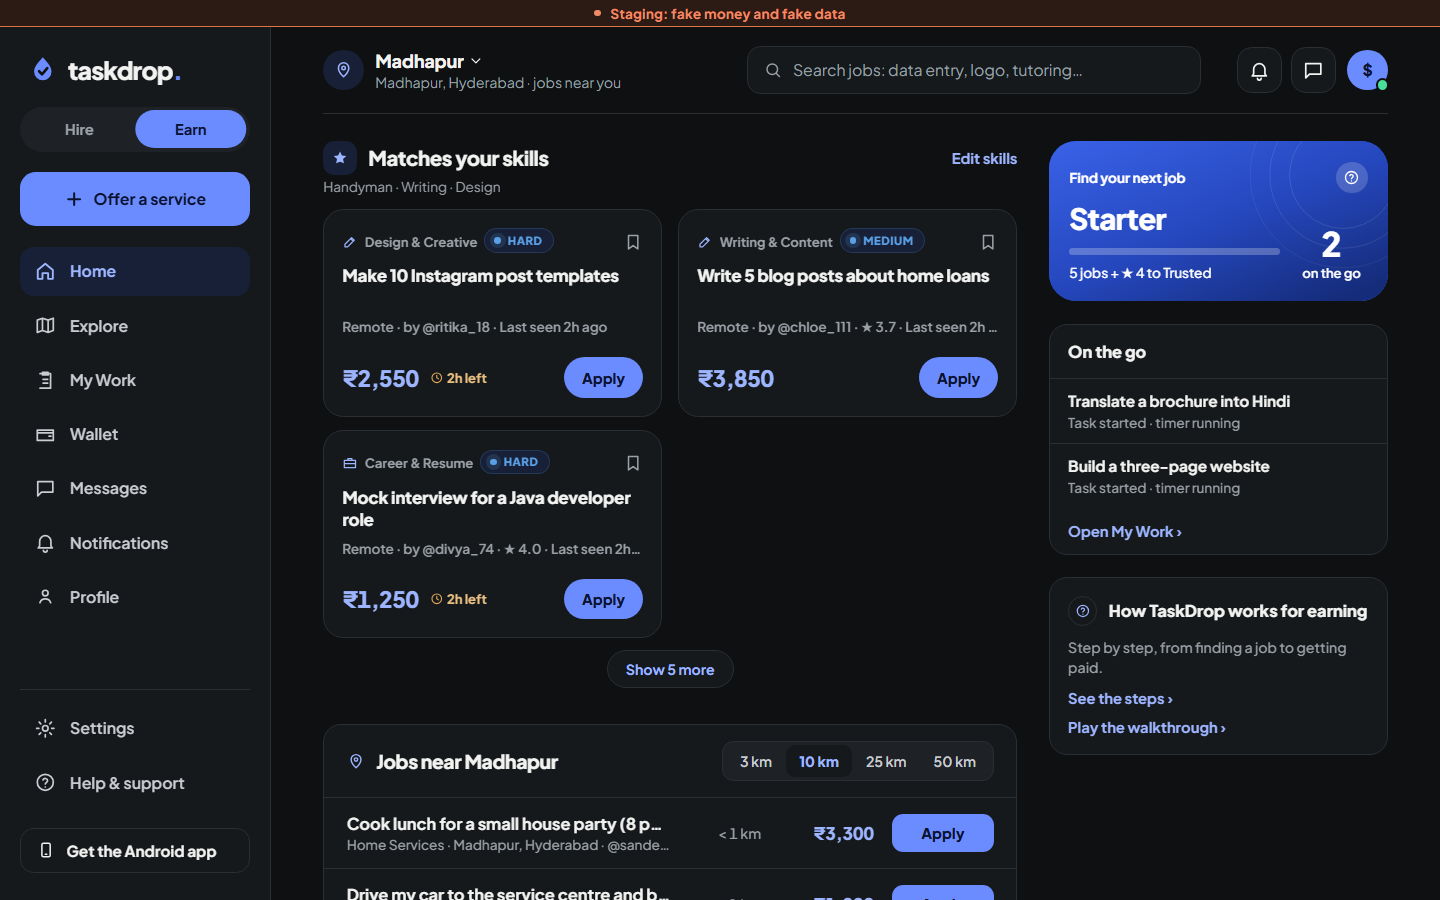 Staging: fake money and fake data
taskdrop.
Hire
Earn
Offer a service
Home
Explore
My Work
Wallet
Messages
Notifications
Profile
Settings
Help & support
Get the Android app
Madhapur
Madhapur, Hyderabad · jobs near you
Search jobs: data entry, logo, tutoring...
$
Matches your skills
Edit skills
Handyman · Writing · Design
Design & Creative
HARD
Make 10 Instagram post templates
Remote · by @ritika_18 · Last seen 2h ago
₹2,550
2h left
Apply
Writing & Content
MEDIUM
Write 5 blog posts about home loans
Remote · by @chloe_111 · ★ 3.7 · Last seen 2h ...
₹3,850
Apply
Career & Resume
HARD
Mock interview for a Java developer
role
Remote · by @divya_74 · ★ 4.0 · Last seen 2h...
₹1,250
2h left
Apply
Show 5 more
Jobs near Madhapur
3 km
10 km
25 km
50 km
Cook lunch for a small house party (8 p...
Home Services · Madhapur, Hyderabad · @sande...
< 1 km
₹3,300
Apply
Drive my car to the service centre and b...
Find your next job
Starter
5 jobs + ★ 4 to Trusted
2
on the go
On the go
Translate a brochure into Hindi
Task started · timer running
Build a three-page website
Task started · timer running
Open My Work ›
How TaskDrop works for earning
Step by step, from finding a job to getting
paid.
See the steps ›
Play the walkthrough ›